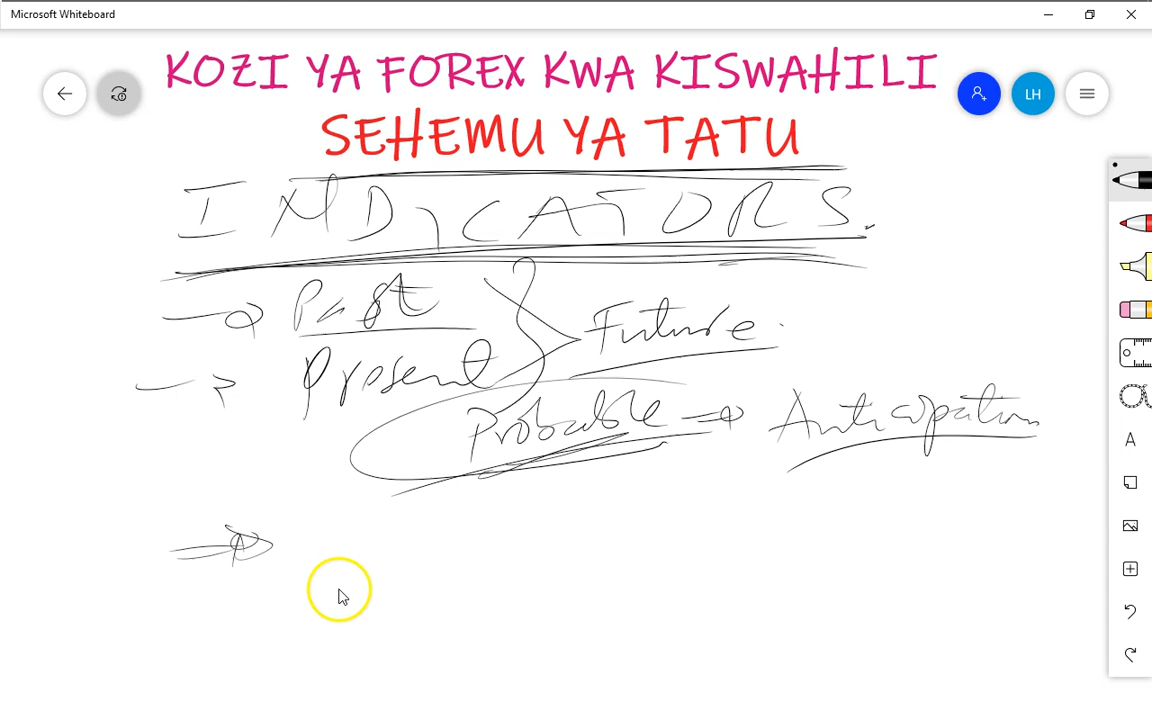 Microsoft Whiteboard
KOZI YA FOREX KWA KISWAHILI
LH
SEHEMU YA TATU
INDICATORS.
Past
Future.
Present
Probable → Anticipation
A